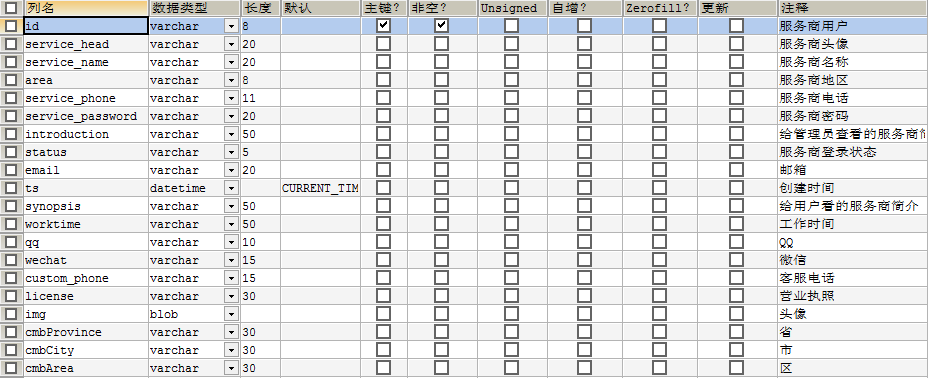 列名 数据类型 长度 默认 主键? 非空? Unsigned 自增? Zerofill? 更新 注释
id varchar 8 服务商用户
service_head varchar 20 服务商头像
service_name varchar 20 服务商名称
area varchar 8 服务商地区
service_phone varchar 11 服务商电话
service_password varchar 20 服务商密码
introduction varchar 50 给管理员查看的服务商简
status varchar 5 服务商登录状态
email varchar 20 邮箱
ts datetime CURRENT_TIM 创建时间
synopsis varchar 50 给用户看的服务商简介
worktime varchar 50 工作时间
qq varchar 10 QQ
wechat varchar 15 微信
custom_phone varchar 15 客服电话
license varchar 30 营业执照
img blob 头像
cmbProvince varchar 30 省
cmbCity varchar 30 市
cmbArea varchar 30 区